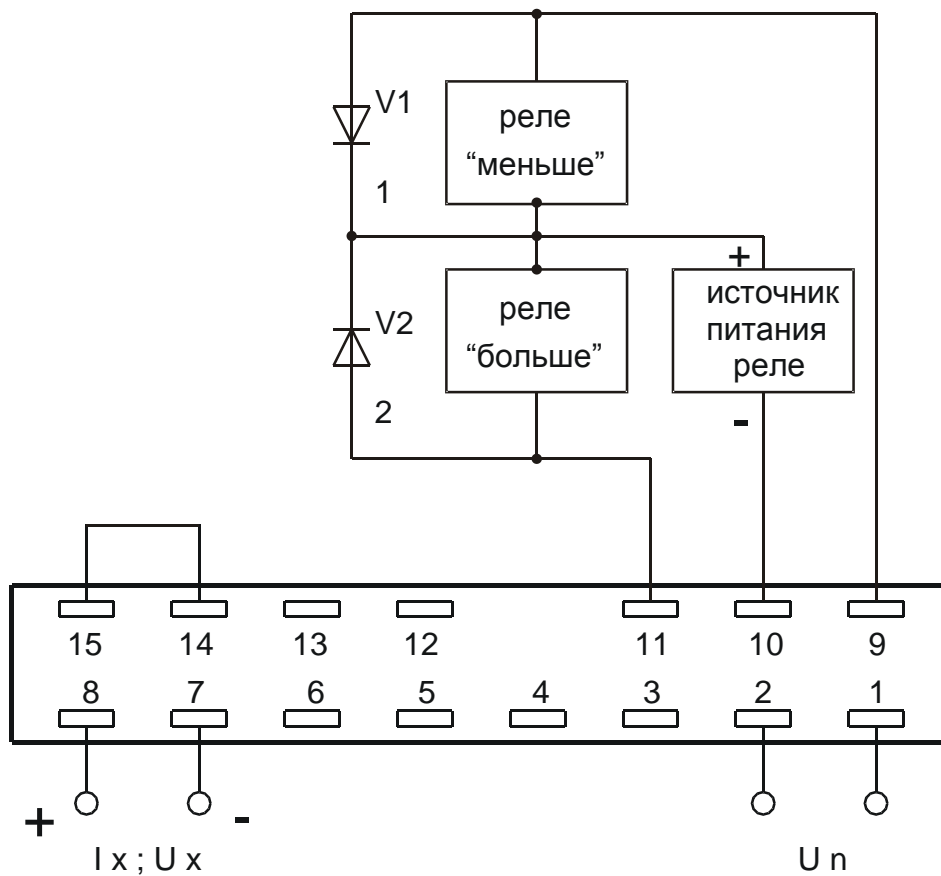 V1
реле
“меньше”
1
+
V2
реле
“больше”
источник
питания
реле
2
-
15 14 13 12 11 10 9
8 7 6 5 4 3 2 1
+ -
I x ; U x
U n